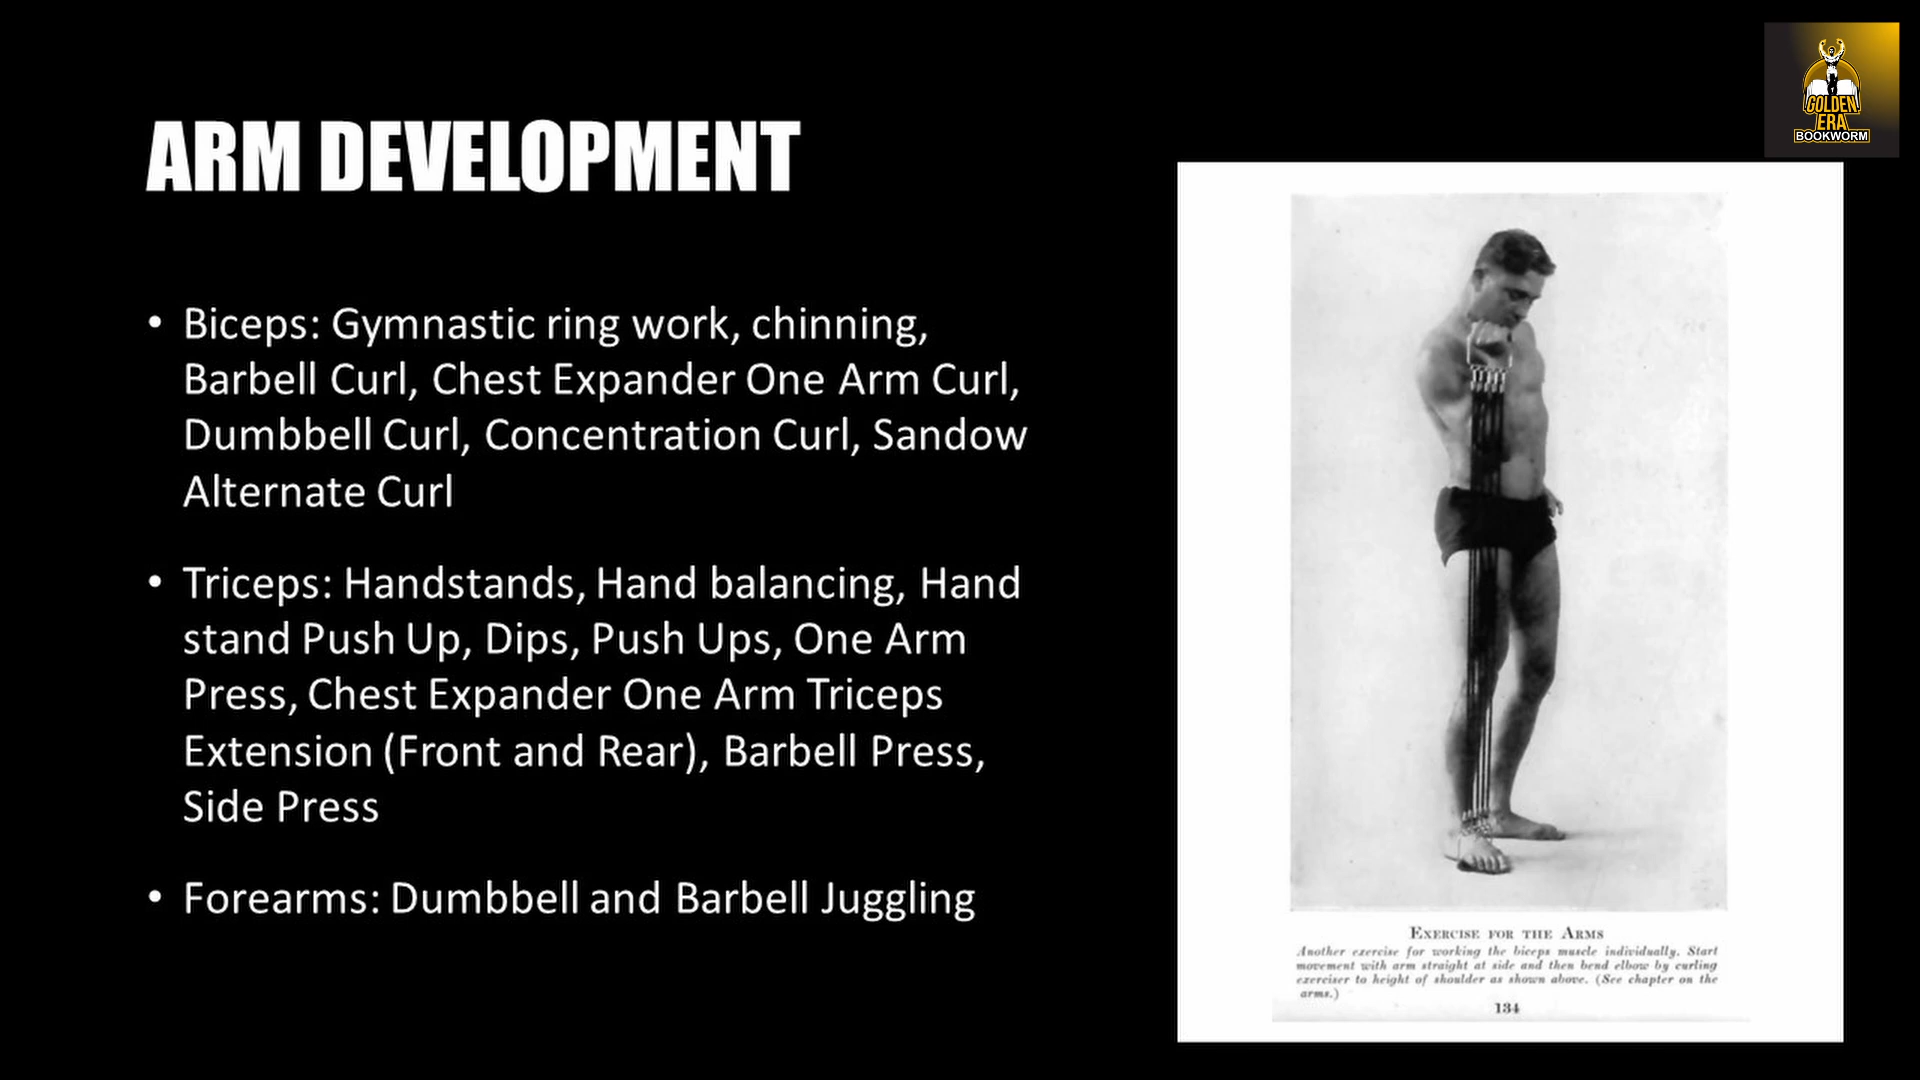 GOLDEN
ERA
BOOKWORM
ARM DEVELOPMENT
• Biceps: Gymnastic ring work, chinning,
Barbell Curl, Chest Expander One Arm Curl,
Dumbbell Curl, Concentration Curl, Sandow
Alternate Curl
• Triceps: Handstands, Hand balancing, Hand
stand Push Up, Dips, Push Ups, One Arm
Press, Chest Expander One Arm Triceps
Extension (Front and Rear), Barbell Press,
Side Press
• Forearms: Dumbbell and Barbell Juggling
EXERCISE FOR THE ARMS
Another exercise for working the biceps muscle individually. Start
movement with arm straight at side and then bend elbow by curling
exerciser to height of shoulder as shown above. (See chapter on the
arms.)
134